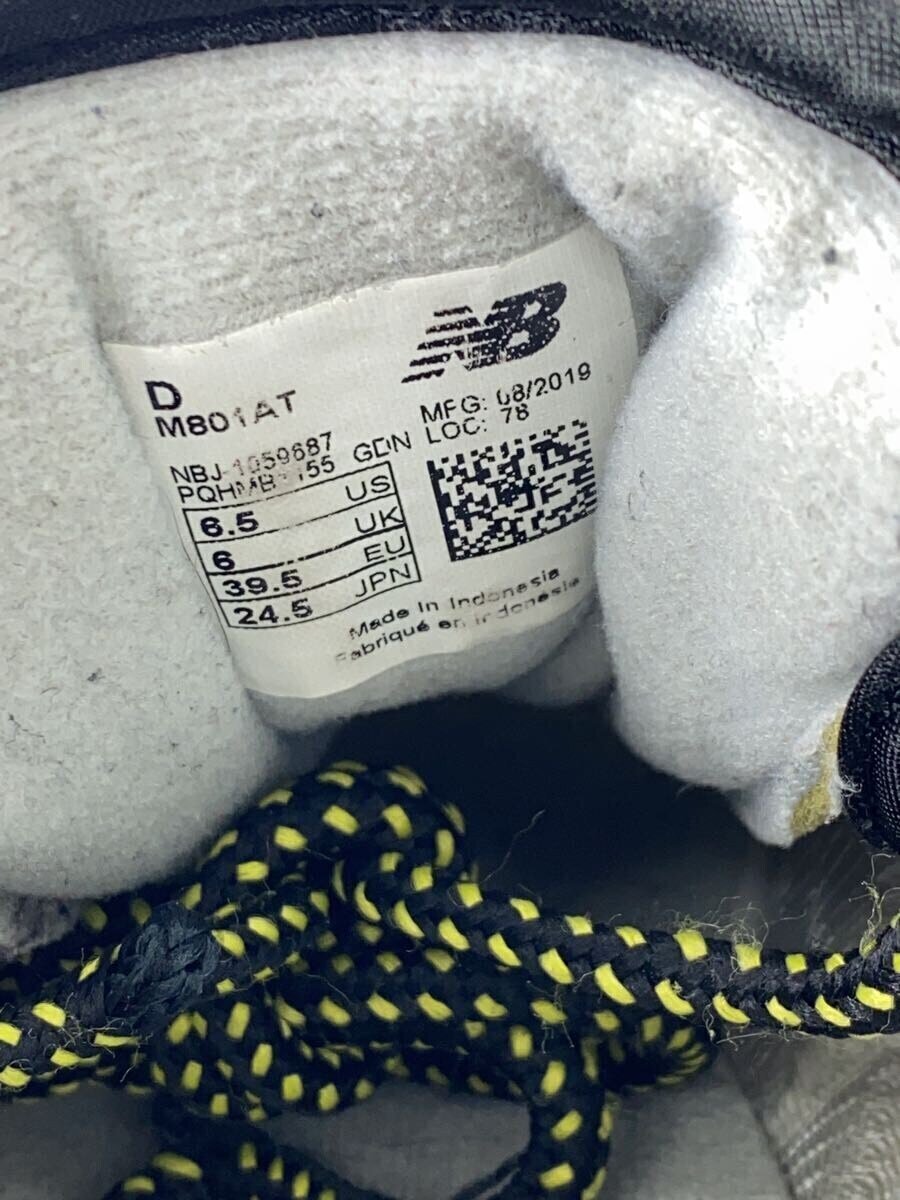 NB
D
M801AT
MFG: 08/2019
LOC: 78
NBJ-1059687 GDN
6.5 US
6 UK
39.5 EU
24.5 JPN
Made In Indonesia
Fabriqué en Indonesie